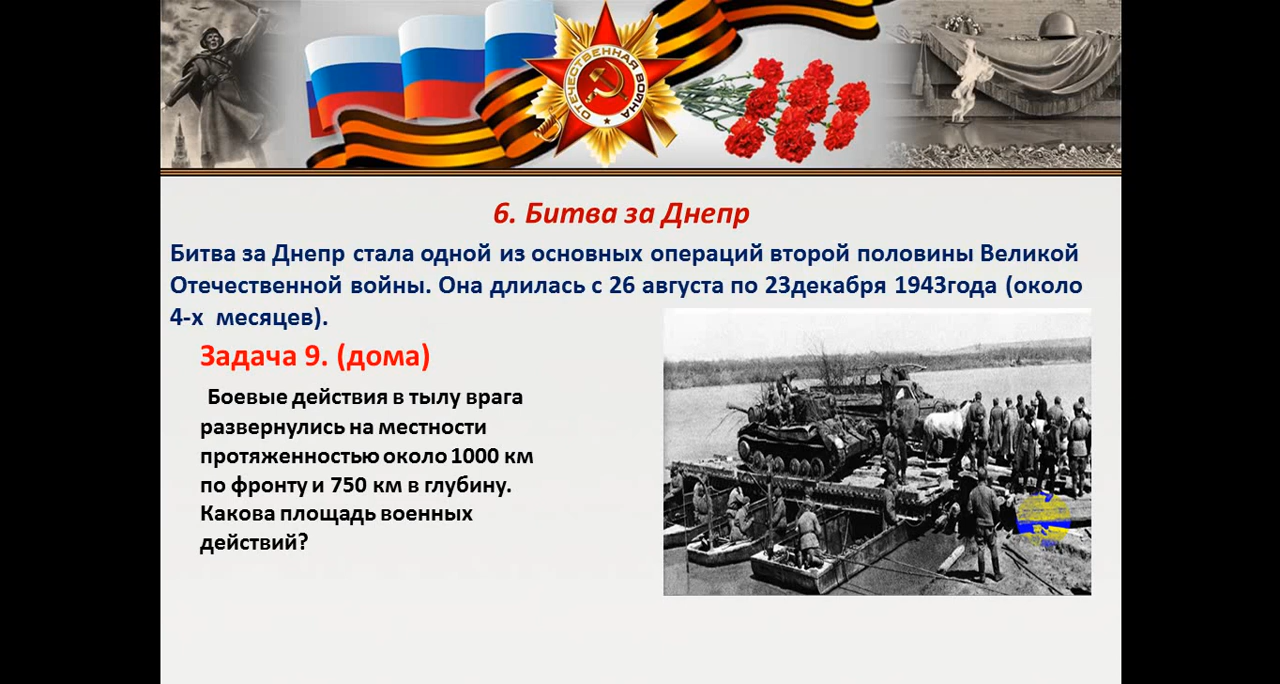 ОТЕЧЕСТВЕННАЯ ВОЙНА
6. Битва за Днепр
Битва за Днепр стала одной из основных операций второй половины Великой
Отечественной войны. Она длилась с 26 августа по 23декабря 1943года (около
4-х месяцев).
Задача 9. (дома)
Боевые действия в тылу врага
развернулись на местности
протяженностью около 1000 км
по фронту и 750 км в глубину.
Какова площадь военных
действий?